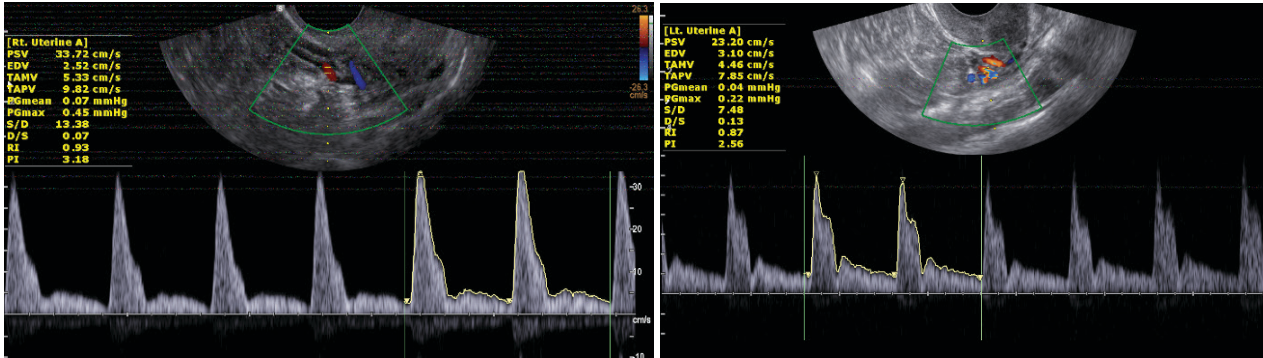 [Rt. Uterine A]
PSV 33.72 cm/s
EDV 2.52 cm/s
TAMV 5.33 cm/s
TAPV 9.82 cm/s
PGmean 0.07 mmHg
PGmax 0.45 mmHg
S/D 13.38
D/S 0.07
RI 0.93
PI 3.18
26.3
-26.3
cm/s
-30
-20
-10
cm/s
-10
[Lt. Uterine A]
PSV 23.20 cm/s
EDV 3.10 cm/s
TAMV 4.46 cm/s
TAPV 7.85 cm/s
PGmean 0.04 mmHg
PGmax 0.22 mmHg
S/D 7.48
D/S 0.13
RI 0.87
PI 2.56